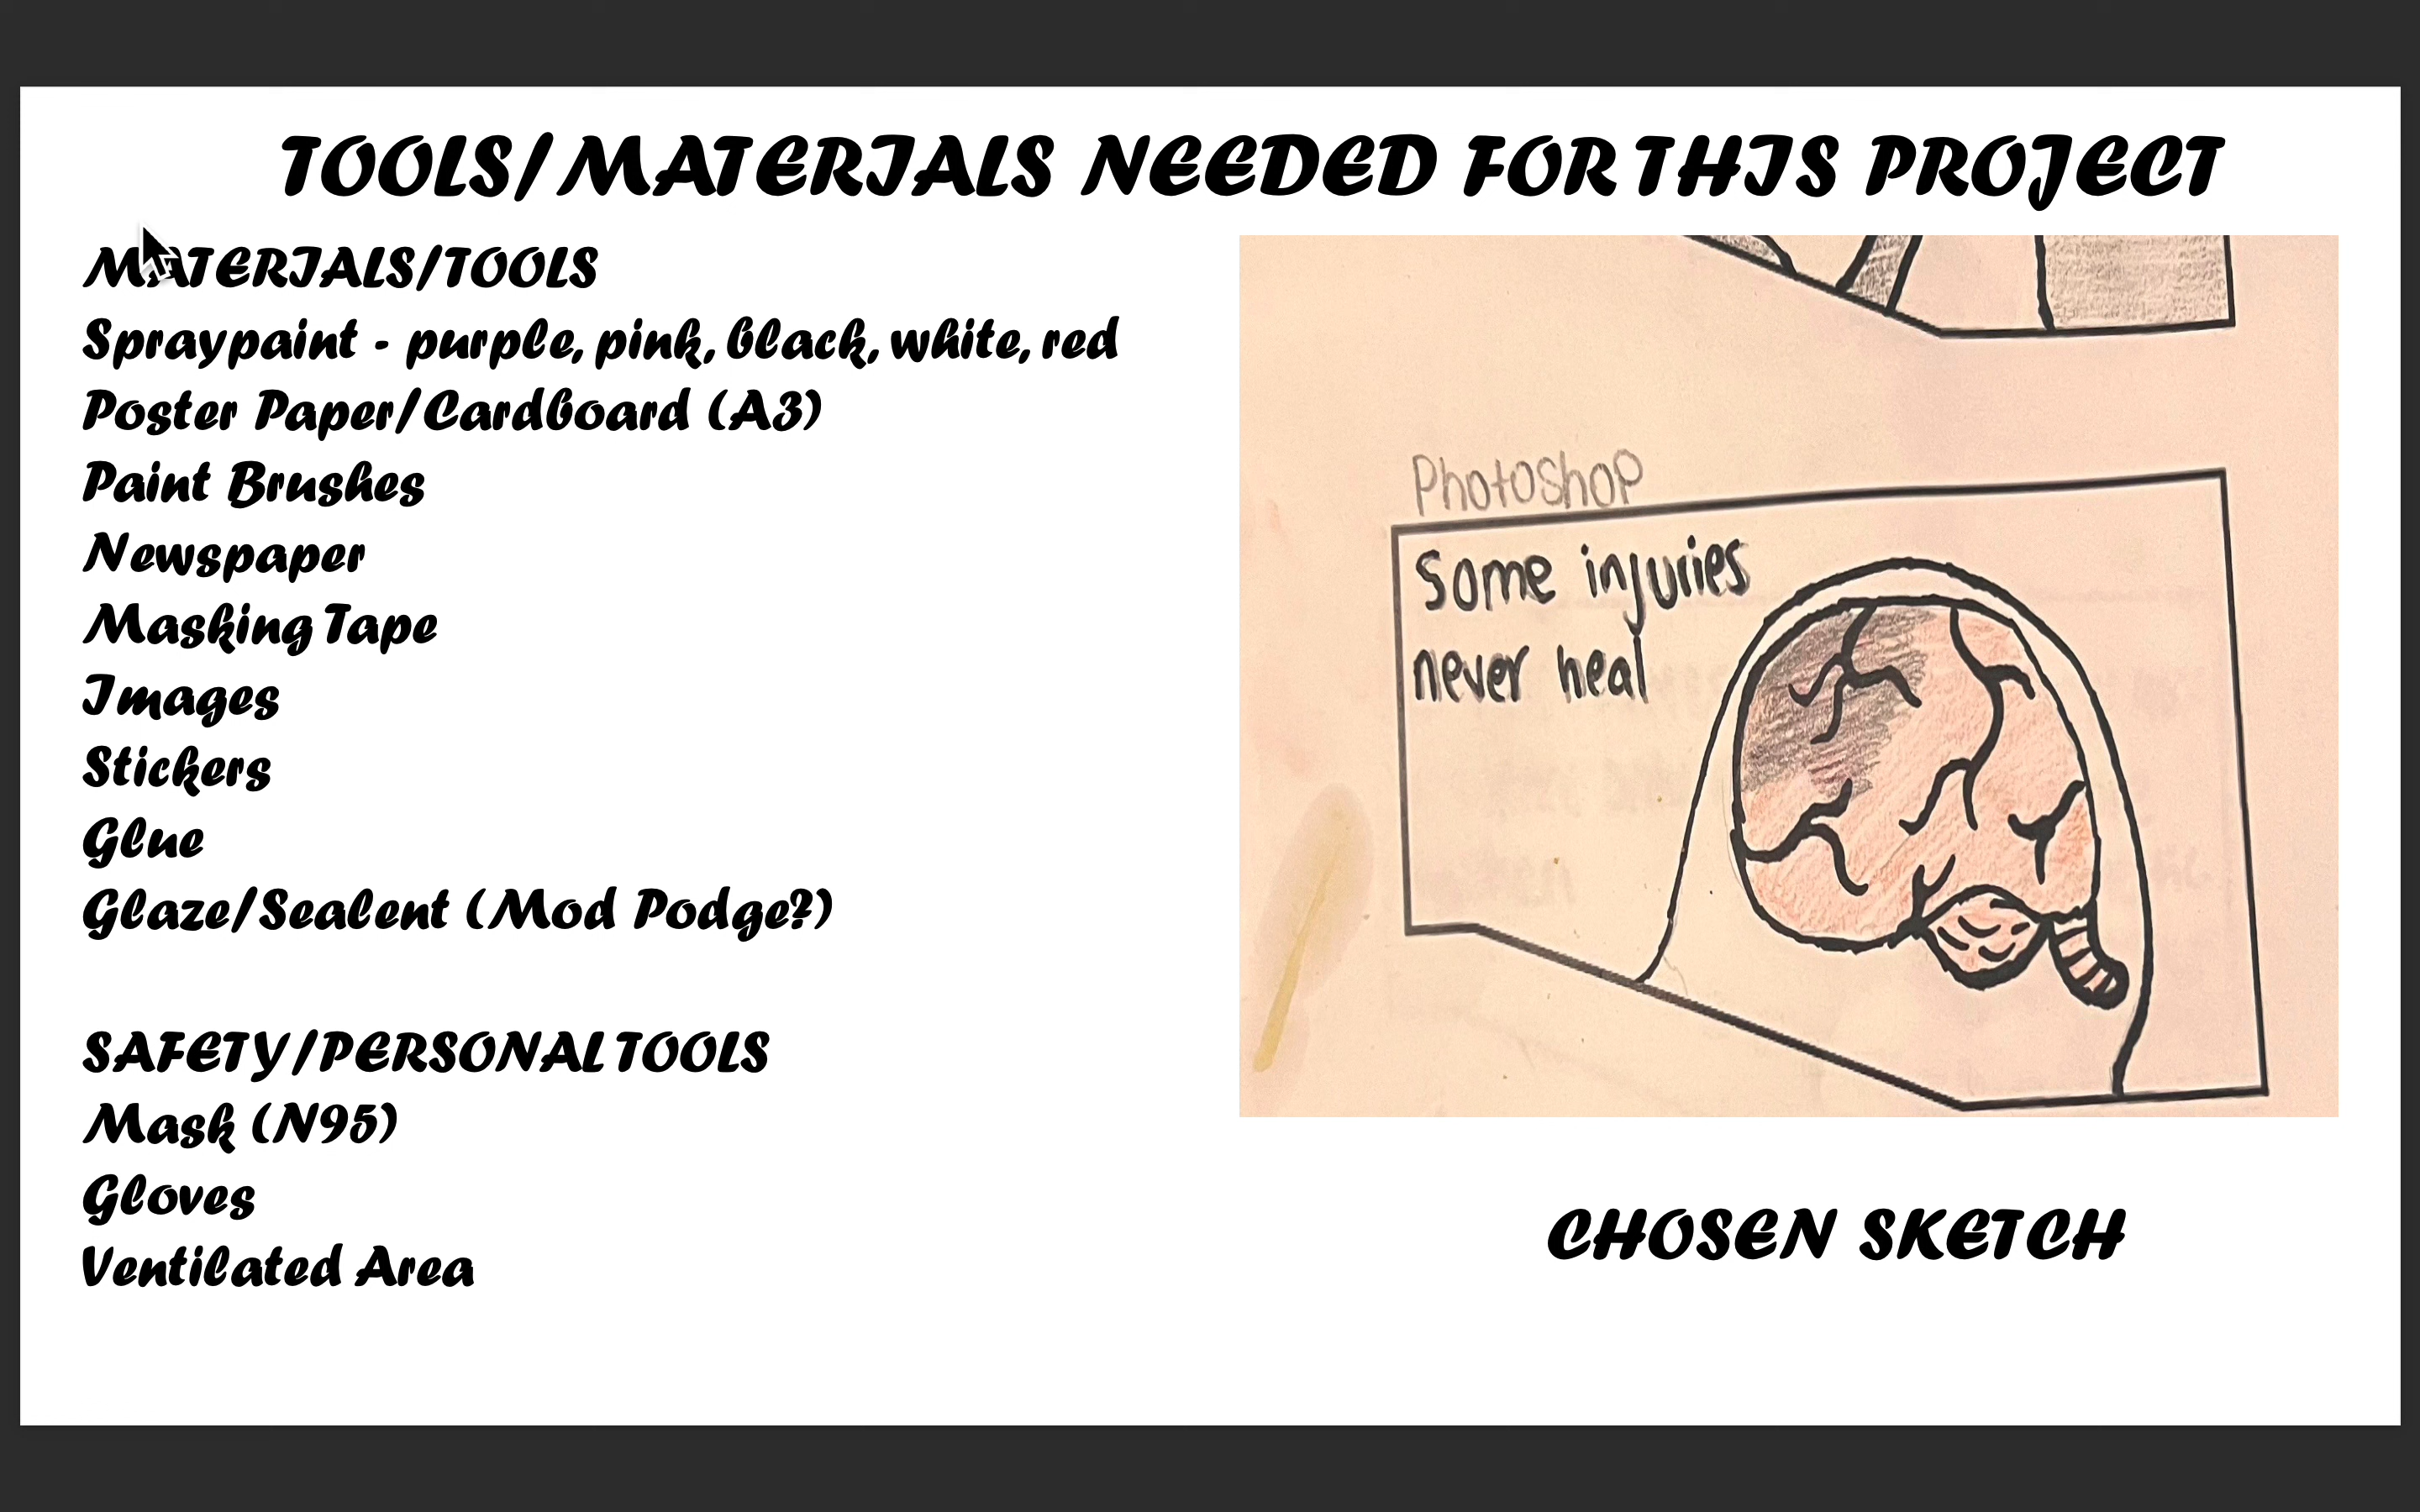 TOOLS/MATERIALS NEEDED FOR THIS PROJECT
MATERIALS/TOOLS
Spraypaint - purple, pink, black, white, red
Poster Paper/Cardboard (A3)
Paint Brushes
Newspaper
Masking Tape
Images
Stickers
Glue
Glaze/Sealent (Mod Podge?)
SAFETY/PERSONAL TOOLS
Mask (N95)
Gloves
Ventilated Area
PhotoShop
Some injuries
never heal
CHOSEN SKETCH